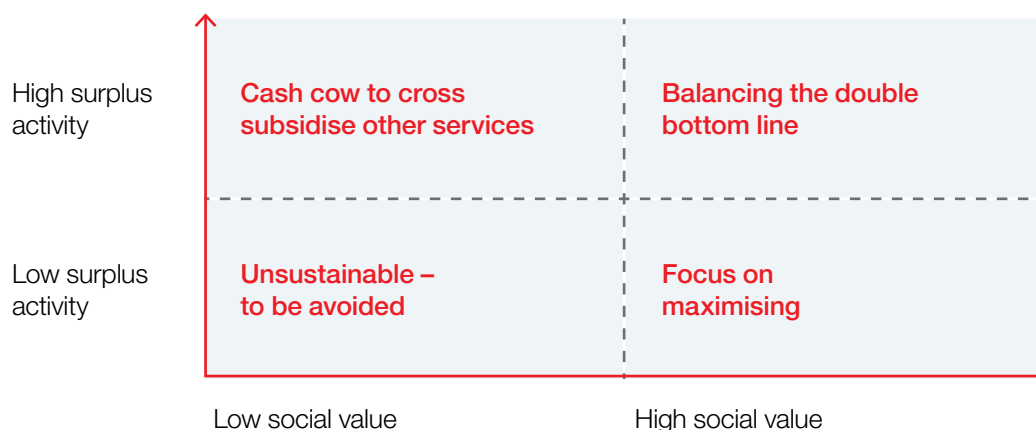 High surplus
activity
Cash cow to cross
subsidise other services
Balancing the double
bottom line
Low surplus
activity
Unsustainable –
to be avoided
Focus on
maximising
Low social value
High social value